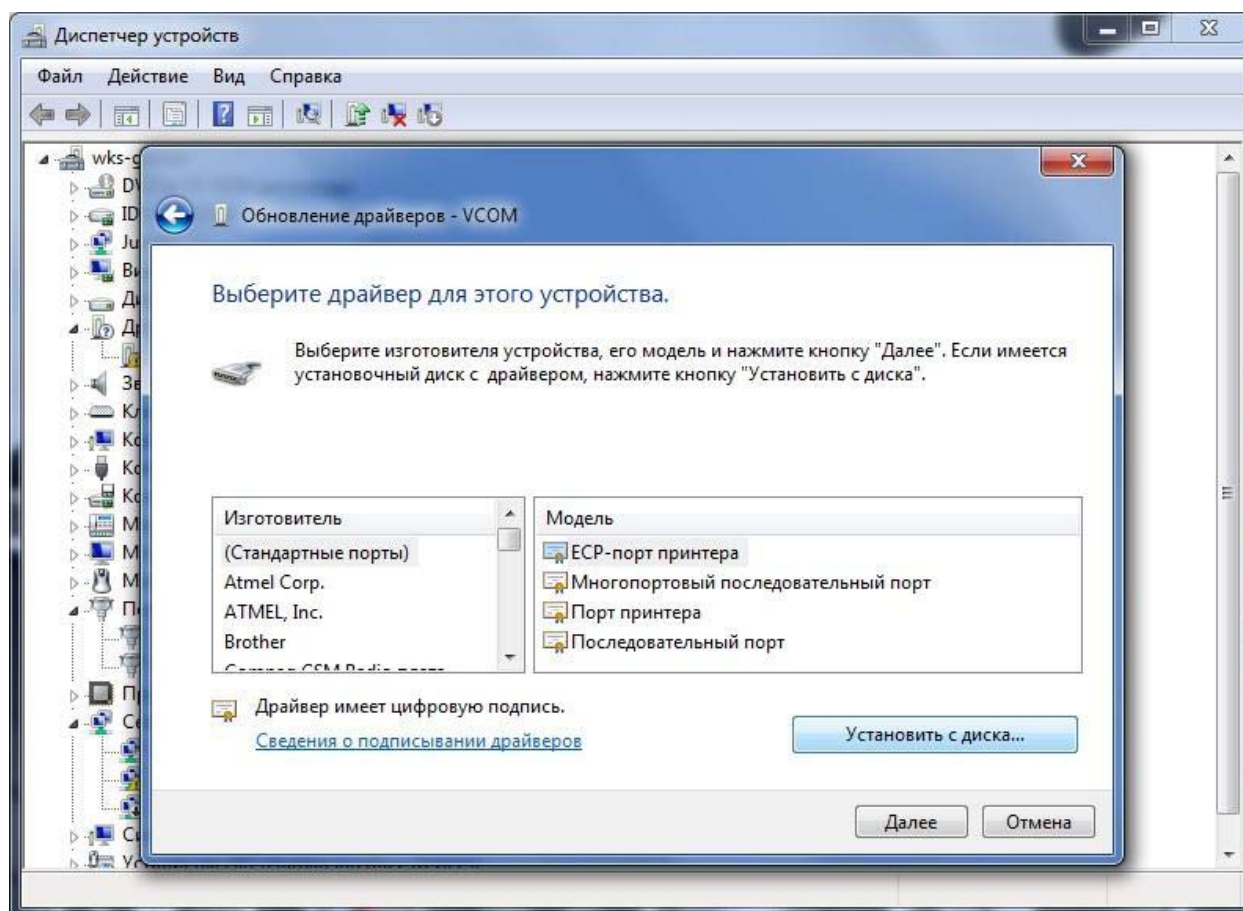 Диспетчер устройств
Файл Действие Вид Справка
Обновление драйверов - VCOM
Выберите драйвер для этого устройства.
Выберите изготовителя устройства, его модель и нажмите кнопку "Далее". Если имеется
установочный диск с драйвером, нажмите кнопку "Установить с диска".
Изготовитель
(Стандартные порты)
Atmel Corp.
ATMEL, Inc.
Brother
Модель
ECP-порт принтера
Многопортовый последовательный порт
Порт принтера
Последовательный порт
Драйвер имеет цифровую подпись.
Сведения о подписывании драйверов
Установить с диска...
Далее
Отмена